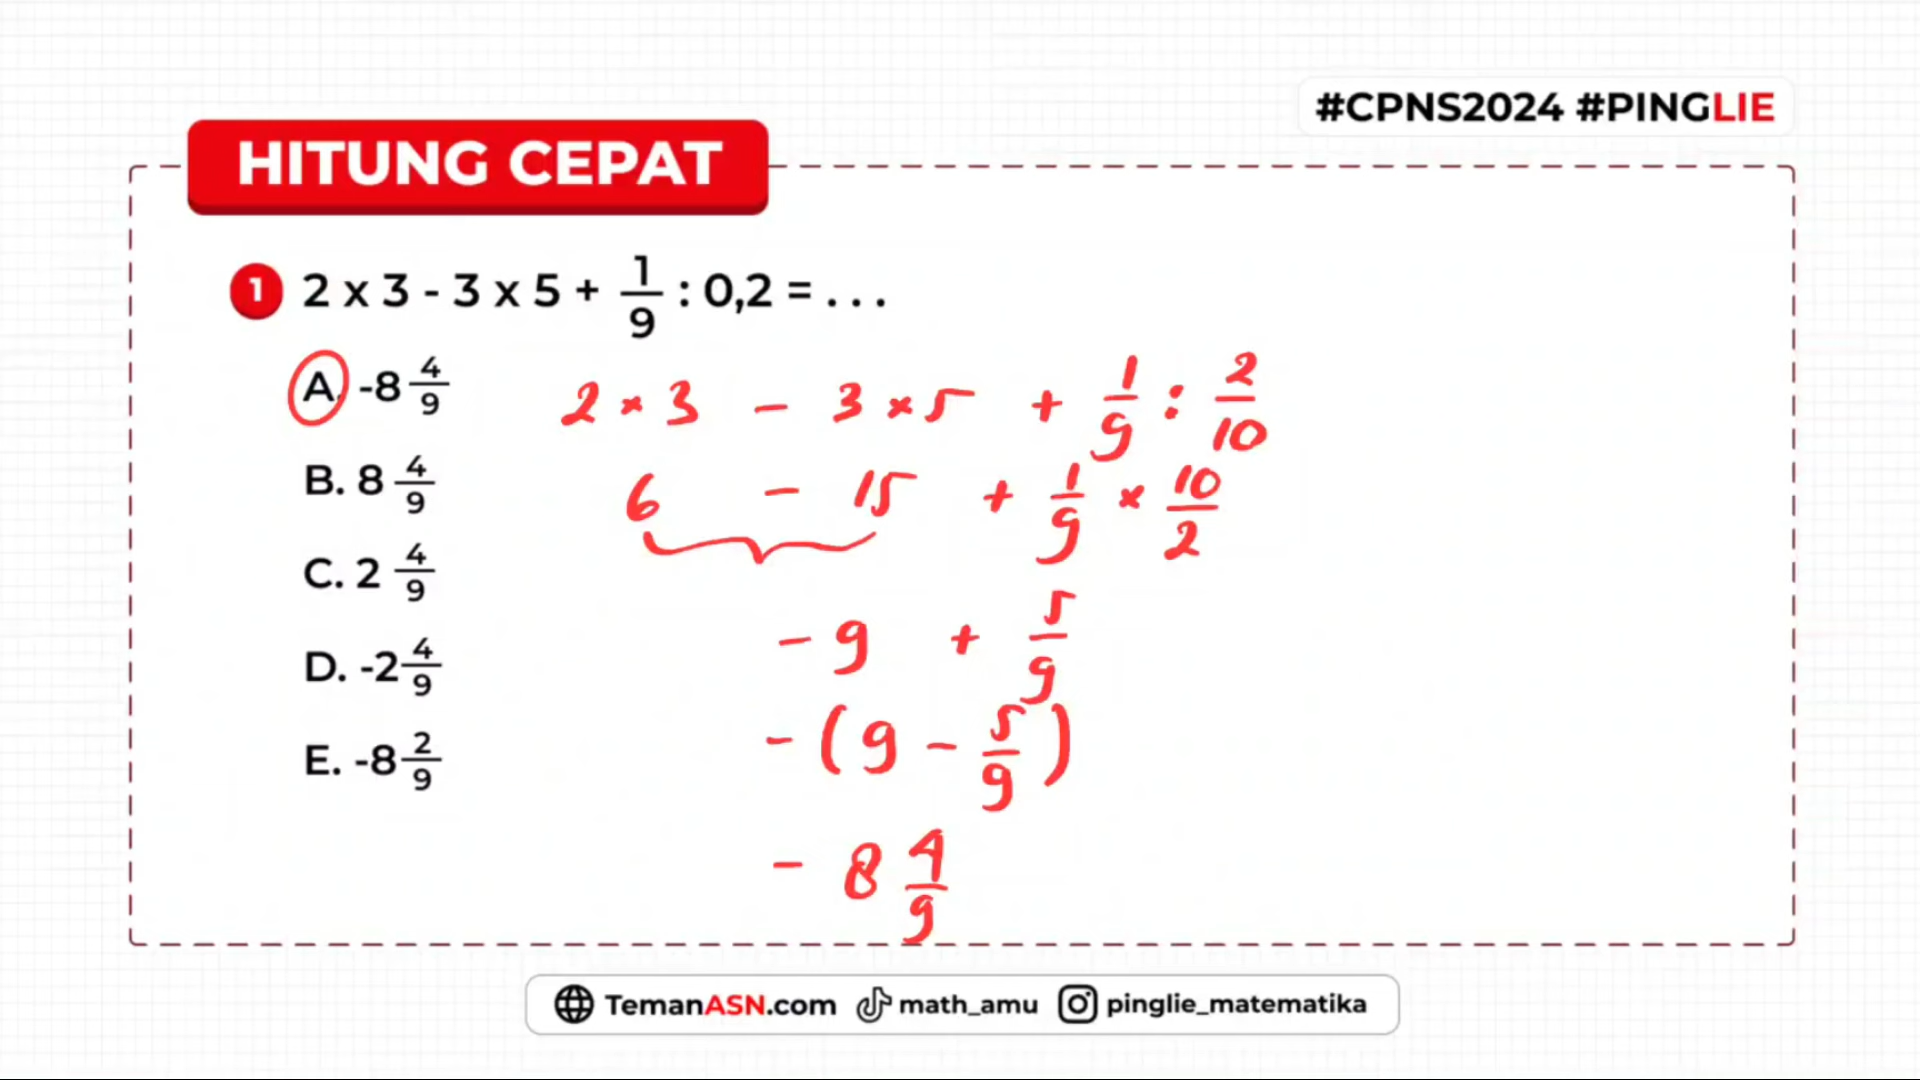 #CPNS2024 #PINGLIE
HITUNG CEPAT
1 2 x 3 - 3 x 5 + 1/9 : 0,2 = . . .
A. -8 4/9
B. 8 4/9
C. 2 4/9
D. -2 4/9
E. -8 2/9
2 × 3 - 3 × 5 + 1/9 : 2/10
6 - 15 + 1/9 × 10/2
- 9 + 5/9
- (9 - 5/9)
- 8 4/9
TemanASN.com math_amu pinglie_matematika